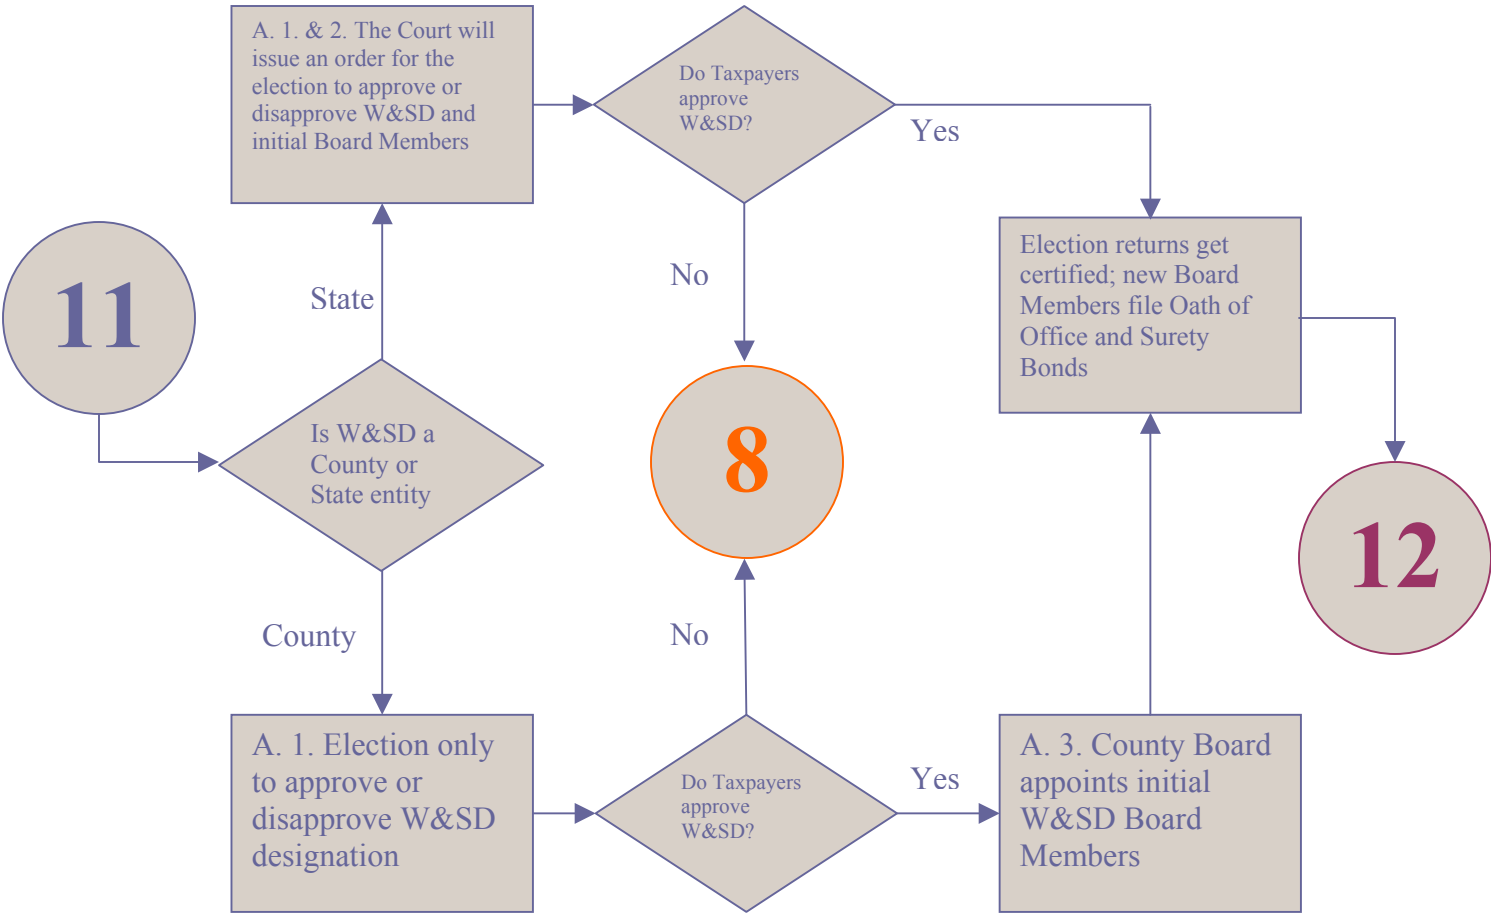 A. 1. & 2. The Court will
issue an order for the
election to approve or
disapprove W&SD and
initial Board Members
Do Taxpayers
approve
W&SD?
Yes
No
State
11
Is W&SD a
County or
State entity
County
8
Election returns get
certified; new Board
Members file Oath of
Office and Surety
Bonds
12
A. 1. Election only
to approve or
disapprove W&SD
designation
No
Do Taxpayers
approve
W&SD?
Yes
A. 3. County Board
appoints initial
W&SD Board
Members